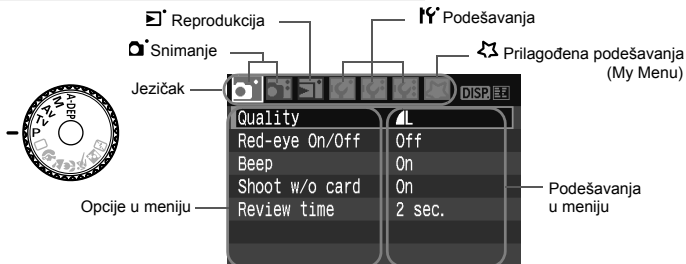 Reprodukcija
Podešavanja
Snimanje
Prilagođena podešavanja
(My Menu)
Jezičak
DISP.
A-DEP
M
Av
Tv
P
Quality L
Red-eye On/Off Off
Beep On
Shoot w/o card On
Review time 2 sec.
Opcije u meniju
Podešavanja
u meniju